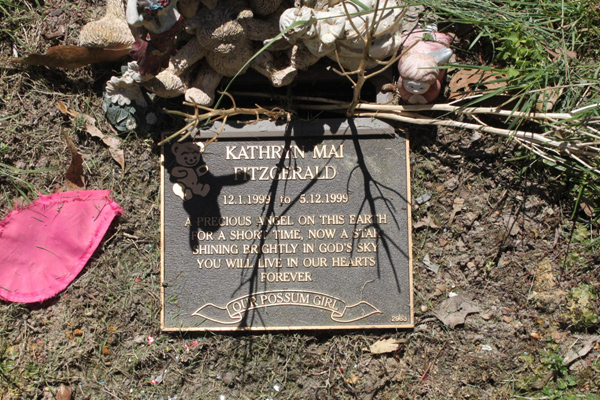 KATHRYN MAI
FITZGERALD
12.1.1999 to 5.12.1999
A PRECIOUS ANGEL ON THIS EARTH
FOR A SHORT TIME, NOW A STAR
SHINING BRIGHTLY IN GOD'S SKY
YOU WILL LIVE IN OUR HEARTS
FOREVER
OUR POSSUM GIRL